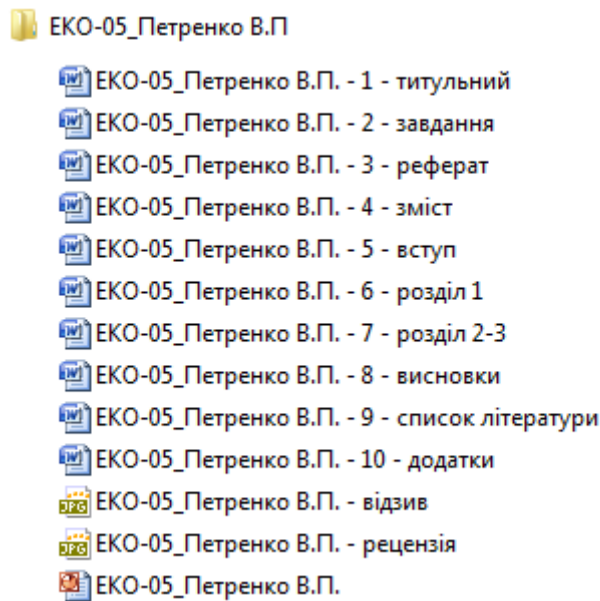 ЕКО-05_Петренко В.П
ЕКО-05_Петренко В.П. - 1 - титульний
ЕКО-05_Петренко В.П. - 2 - завдання
ЕКО-05_Петренко В.П. - 3 - реферат
ЕКО-05_Петренко В.П. - 4 - зміст
ЕКО-05_Петренко В.П. - 5 - вступ
ЕКО-05_Петренко В.П. - 6 - розділ 1
ЕКО-05_Петренко В.П. - 7 - розділ 2-3
ЕКО-05_Петренко В.П. - 8 - висновки
ЕКО-05_Петренко В.П. - 9 - список літератури
ЕКО-05_Петренко В.П. - 10 - додатки
JPG ЕКО-05_Петренко В.П. - відзив
JPG ЕКО-05_Петренко В.П. - рецензія
ЕКО-05_Петренко В.П.